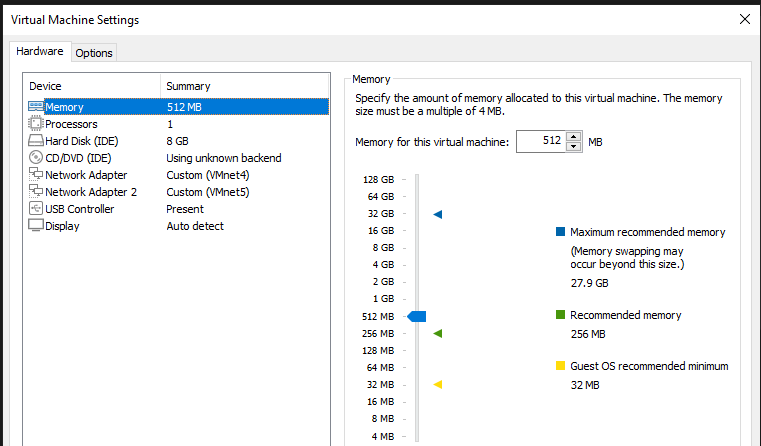 Virtual Machine Settings
Hardware
Options
Device Summary
Memory 512 MB
Processors 1
Hard Disk (IDE) 8 GB
CD/DVD (IDE) Using unknown backend
Network Adapter Custom (VMnet4)
Network Adapter 2 Custom (VMnet5)
USB Controller Present
Display Auto detect
Memory
Specify the amount of memory allocated to this virtual machine. The memory
size must be a multiple of 4 MB.
Memory for this virtual machine: 512 MB
128 GB
64 GB
32 GB
16 GB
8 GB
4 GB
2 GB
1 GB
512 MB
256 MB
128 MB
64 MB
32 MB
16 MB
8 MB
4 MB
Maximum recommended memory
(Memory swapping may
occur beyond this size.)
27.9 GB
Recommended memory
256 MB
Guest OS recommended minimum
32 MB